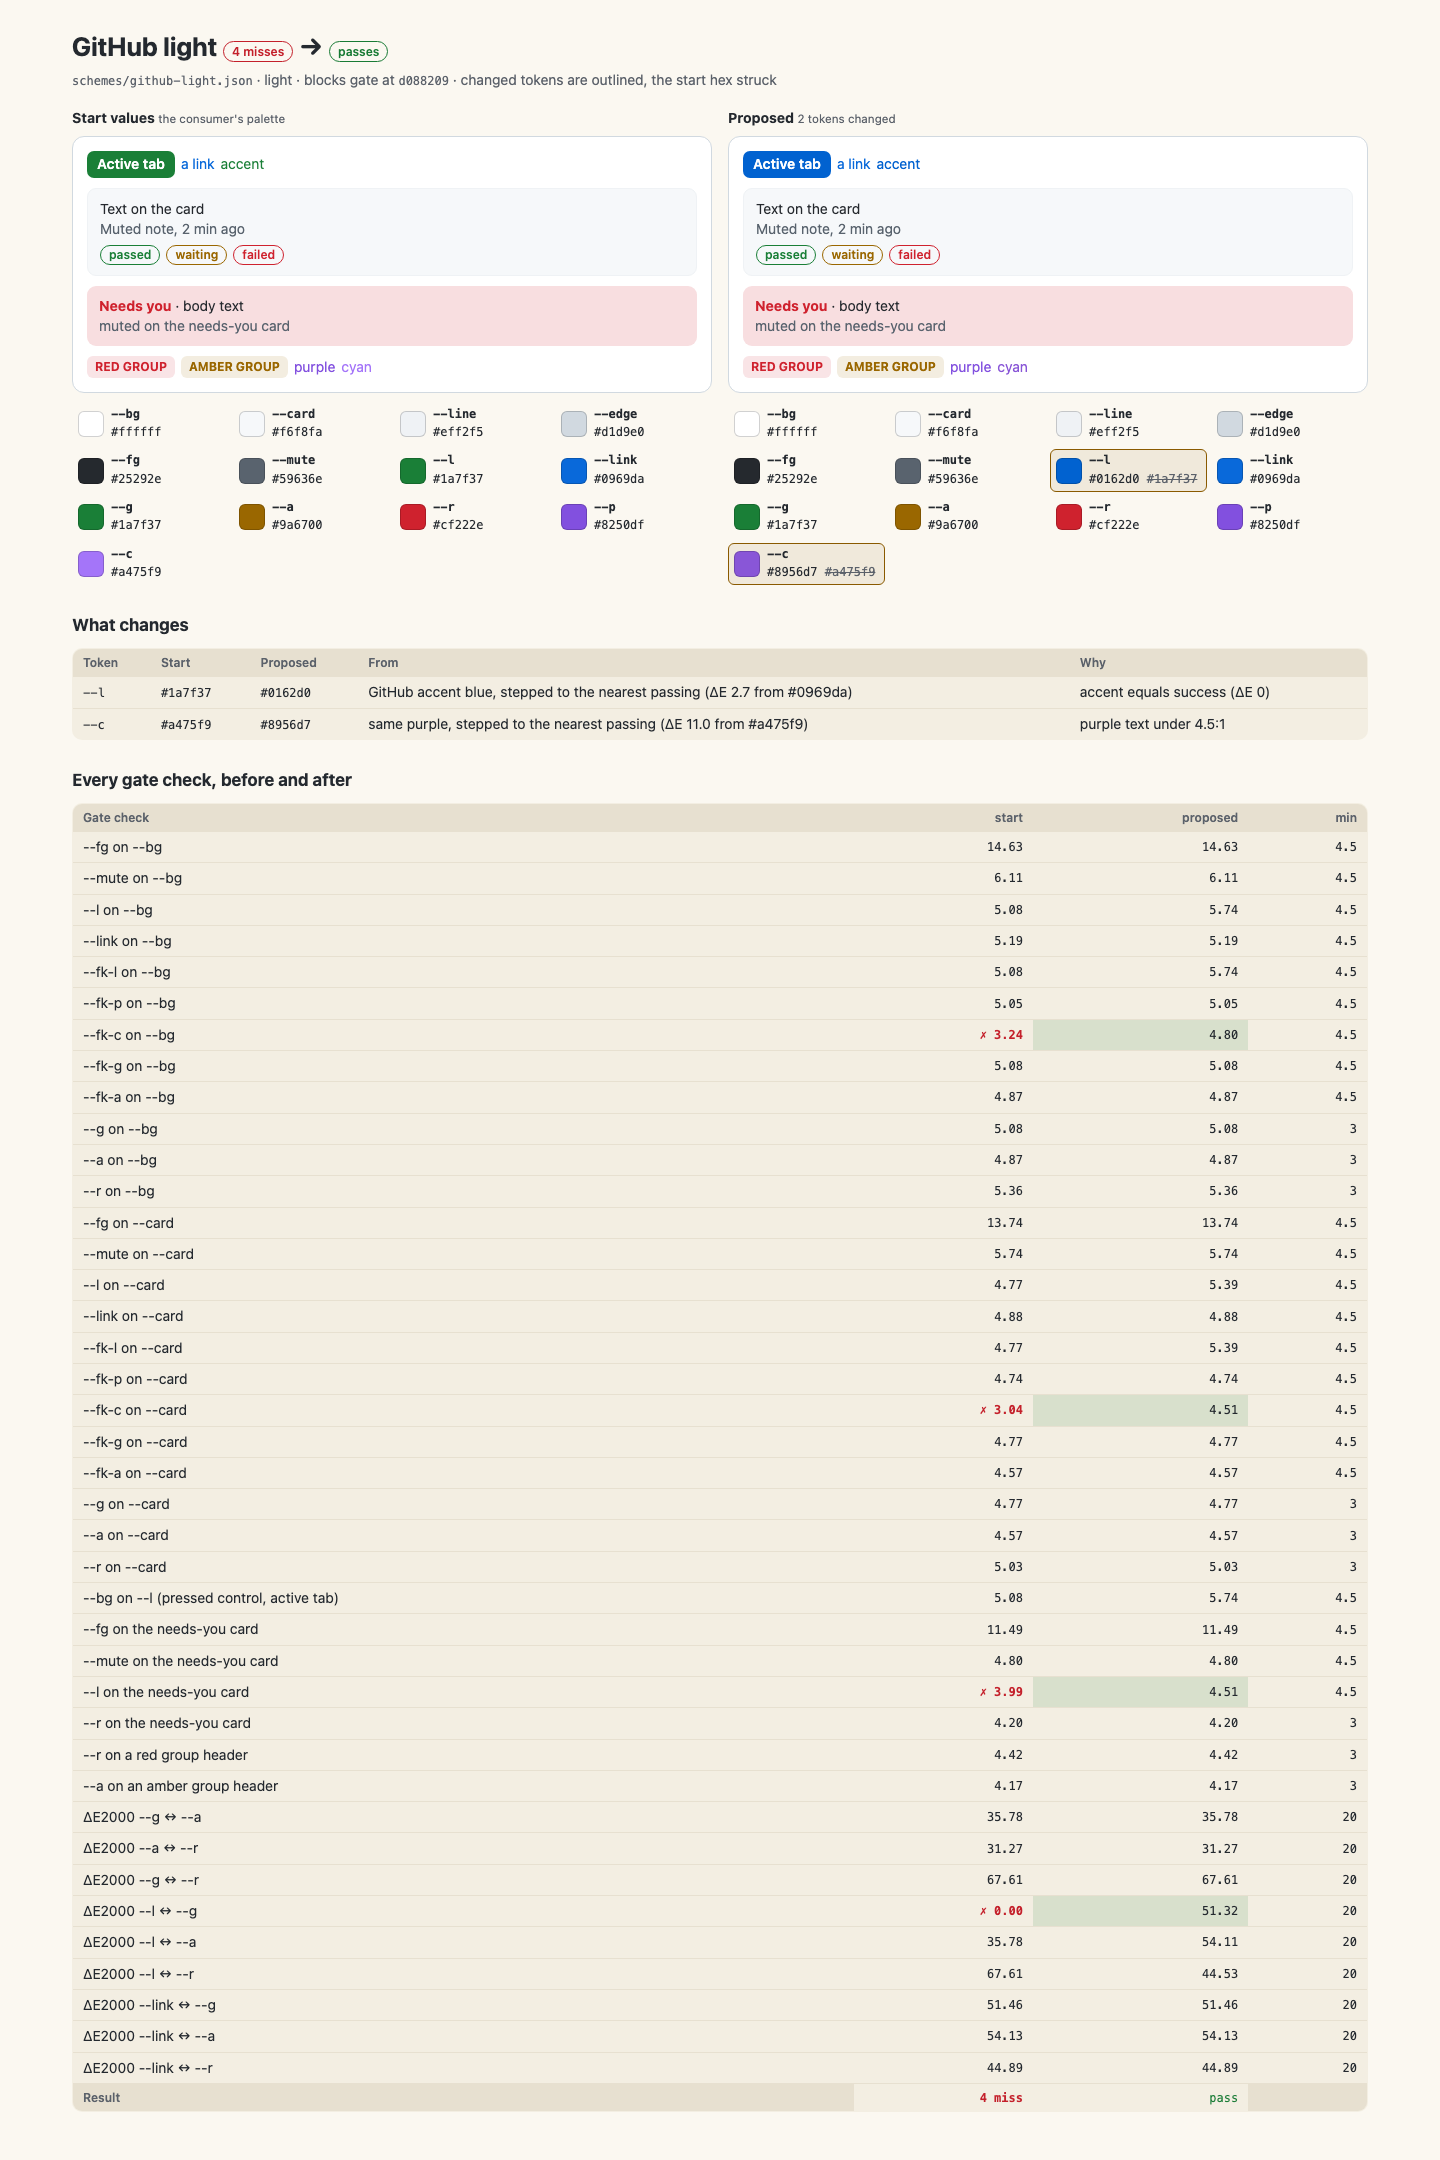 GitHub light 4 misses → passes
schemes/github-light.json · light · blocks gate at d088209 · changed tokens are outlined, the start hex struck
Start values the consumer's palette
Active tab a link accent
Text on the card
Muted note, 2 min ago
passed waiting failed
Needs you · body text
muted on the needs-you card
RED GROUP AMBER GROUP purple cyan
--bg --card --line --edge
#ffffff #f6f8fa #eff2f5 #d1d9e0
--fg --mute --l --link
#25292e #59636e #1a7f37 #0969da
--g --a --r --p
#1a7f37 #9a6700 #cf222e #8250df
--c
#a475f9
Proposed 2 tokens changed
Active tab a link accent
Text on the card
Muted note, 2 min ago
passed waiting failed
Needs you · body text
muted on the needs-you card
RED GROUP AMBER GROUP purple cyan
--bg --card --line --edge
#ffffff #f6f8fa #eff2f5 #d1d9e0
--fg --mute --l --link
#25292e #59636e #0162d0 #1a7f37 #0969da
--g --a --r --p
#1a7f37 #9a6700 #cf222e #8250df
--c
#8956d7 #a475f9
What changes
Token Start Proposed From Why
--l #1a7f37 #0162d0 GitHub accent blue, stepped to the nearest passing (ΔE 2.7 from #0969da) accent equals success (ΔE 0)
--c #a475f9 #8956d7 same purple, stepped to the nearest passing (ΔE 11.0 from #a475f9) purple text under 4.5:1
Every gate check, before and after
Gate check start proposed min
--fg on --bg 14.63 14.63 4.5
--mute on --bg 6.11 6.11 4.5
--l on --bg 5.08 5.74 4.5
--link on --bg 5.19 5.19 4.5
--fk-l on --bg 5.08 5.74 4.5
--fk-p on --bg 5.05 5.05 4.5
--fk-c on --bg ✗ 3.24 4.80 4.5
--fk-g on --bg 5.08 5.08 4.5
--fk-a on --bg 4.87 4.87 4.5
--g on --bg 5.08 5.08 3
--a on --bg 4.87 4.87 3
--r on --bg 5.36 5.36 3
--fg on --card 13.74 13.74 4.5
--mute on --card 5.74 5.74 4.5
--l on --card 4.77 5.39 4.5
--link on --card 4.88 4.88 4.5
--fk-l on --card 4.77 5.39 4.5
--fk-p on --card 4.74 4.74 4.5
--fk-c on --card ✗ 3.04 4.51 4.5
--fk-g on --card 4.77 4.77 4.5
--fk-a on --card 4.57 4.57 4.5
--g on --card 4.77 4.77 3
--a on --card 4.57 4.57 3
--r on --card 5.03 5.03 3
--bg on --l (pressed control, active tab) 5.08 5.74 4.5
--fg on the needs-you card 11.49 11.49 4.5
--mute on the needs-you card 4.80 4.80 4.5
--l on the needs-you card ✗ 3.99 4.51 4.5
--r on the needs-you card 4.20 4.20 3
--r on a red group header 4.42 4.42 3
--a on an amber group header 4.17 4.17 3
ΔE2000 --g ↔ --a 35.78 35.78 20
ΔE2000 --a ↔ --r 31.27 31.27 20
ΔE2000 --g ↔ --r 67.61 67.61 20
ΔE2000 --l ↔ --g ✗ 0.00 51.32 20
ΔE2000 --l ↔ --a 35.78 54.11 20
ΔE2000 --l ↔ --r 67.61 44.53 20
ΔE2000 --link ↔ --g 51.46 51.46 20
ΔE2000 --link ↔ --a 54.13 54.13 20
ΔE2000 --link ↔ --r 44.89 44.89 20
Result 4 miss pass